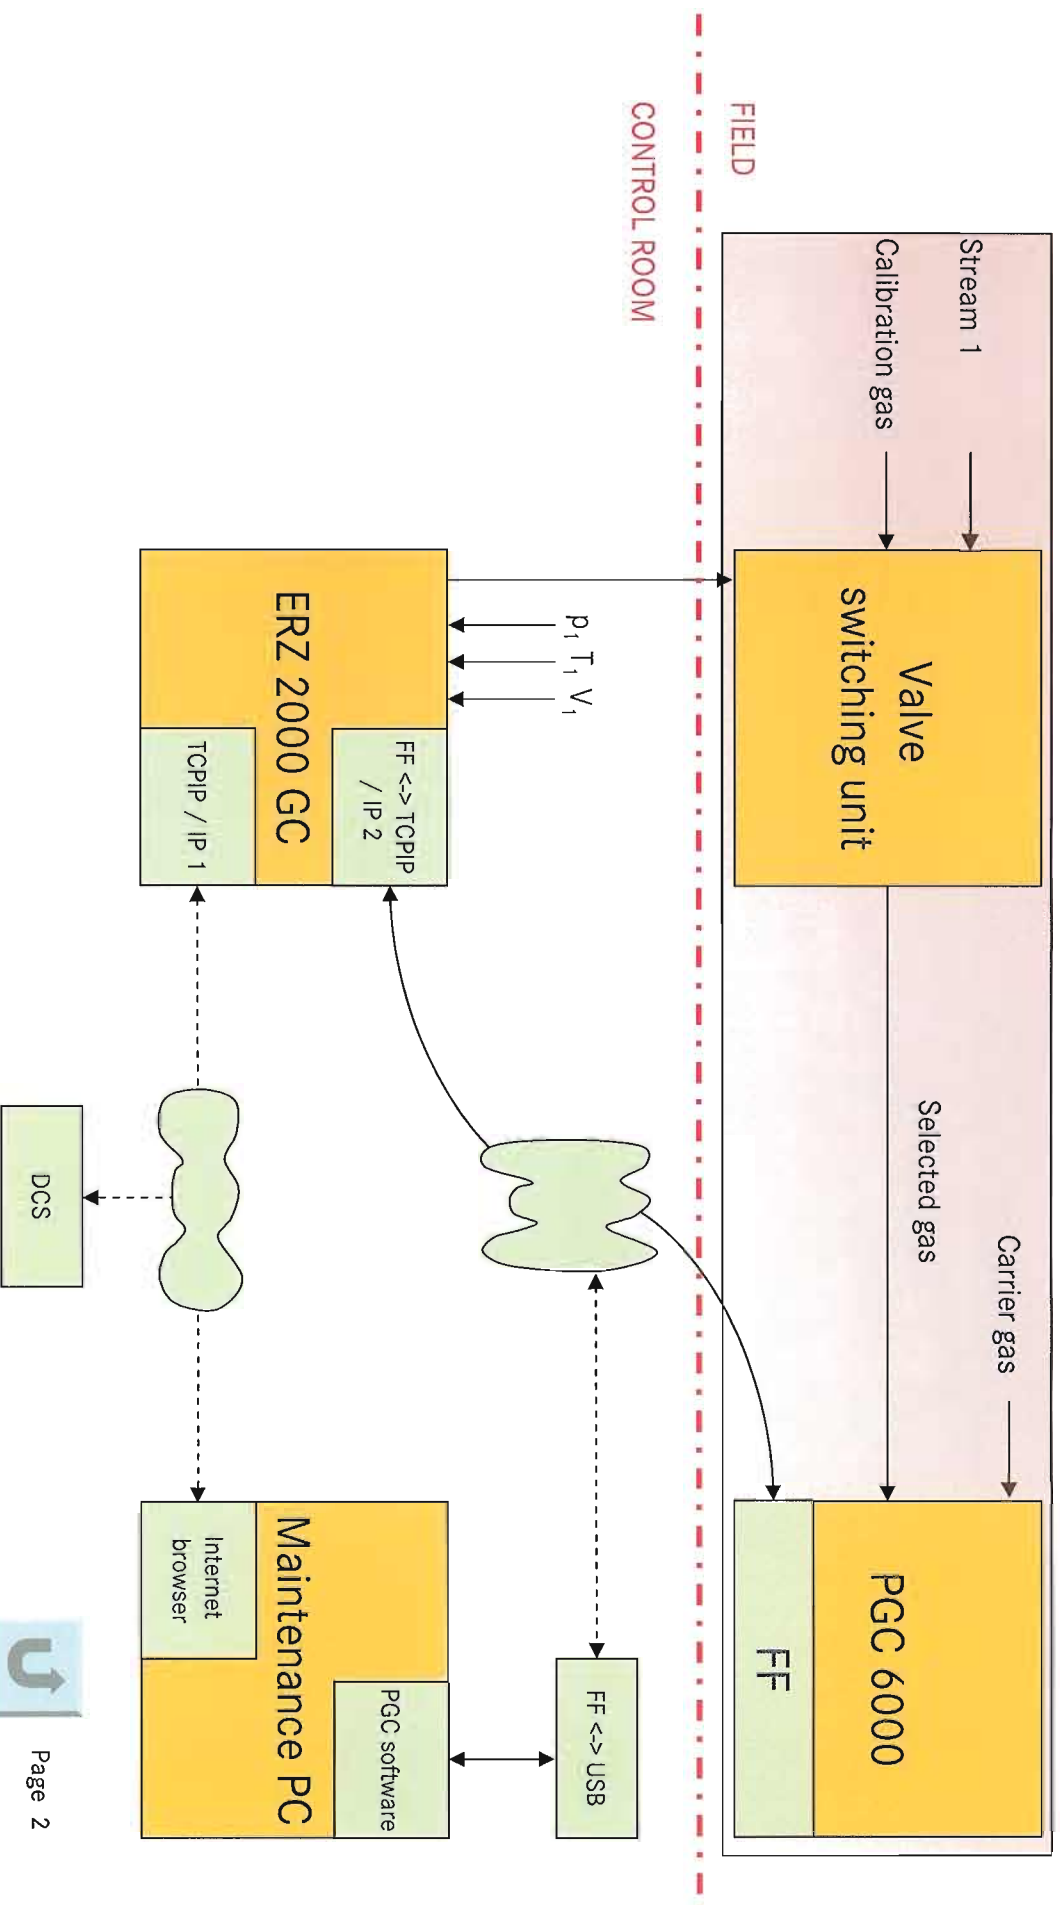 Stream 1
Calibration gas
Valve
switching unit
Selected gas
Carrier gas
PGC 6000
FF
FIELD
CONTROL ROOM
p1 T1 V1
ERZ 2000 GC
FF <-> TCPIP
/ IP 2
TCPIP / IP 1
FF <-> USB
PGC software
Maintenance PC
Internet
browser
DCS
Page 2